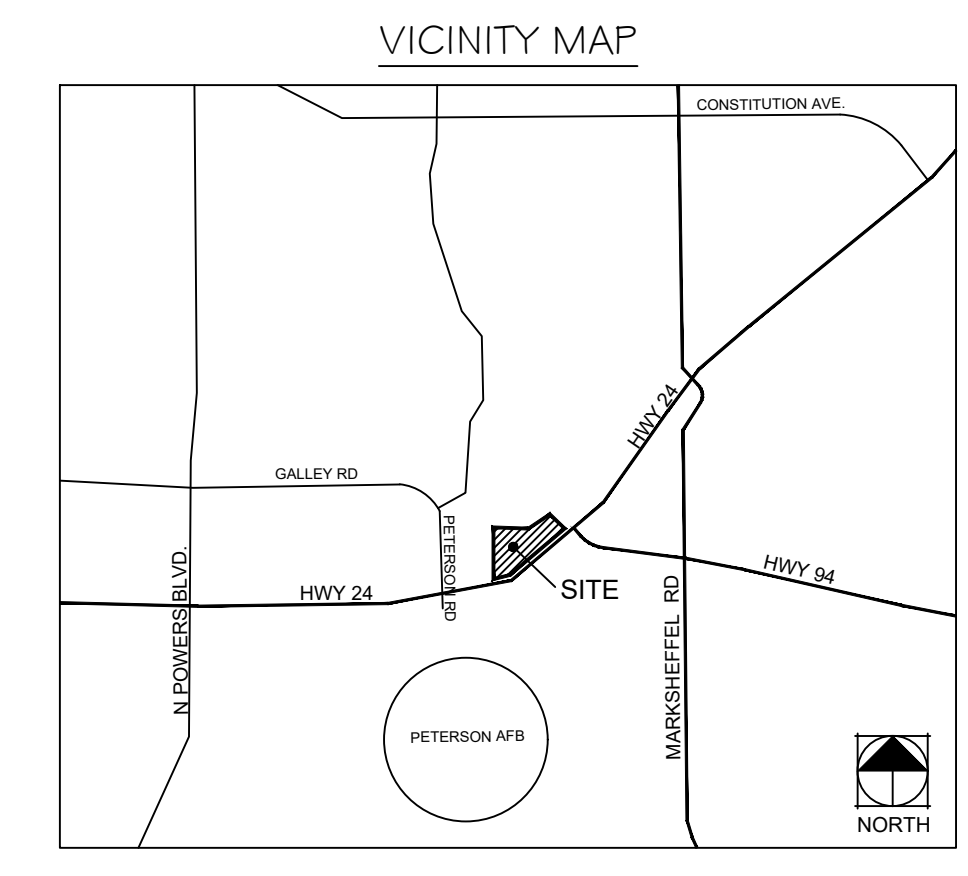 VICINITY MAP
CONSTITUTION AVE.
HWY 24
GALLEY RD
PETERSON RD
HWY 94
SITE
HWY 24
N POWERS BLVD.
MARKSHEFFEL RD
PETERSON AFB
NORTH